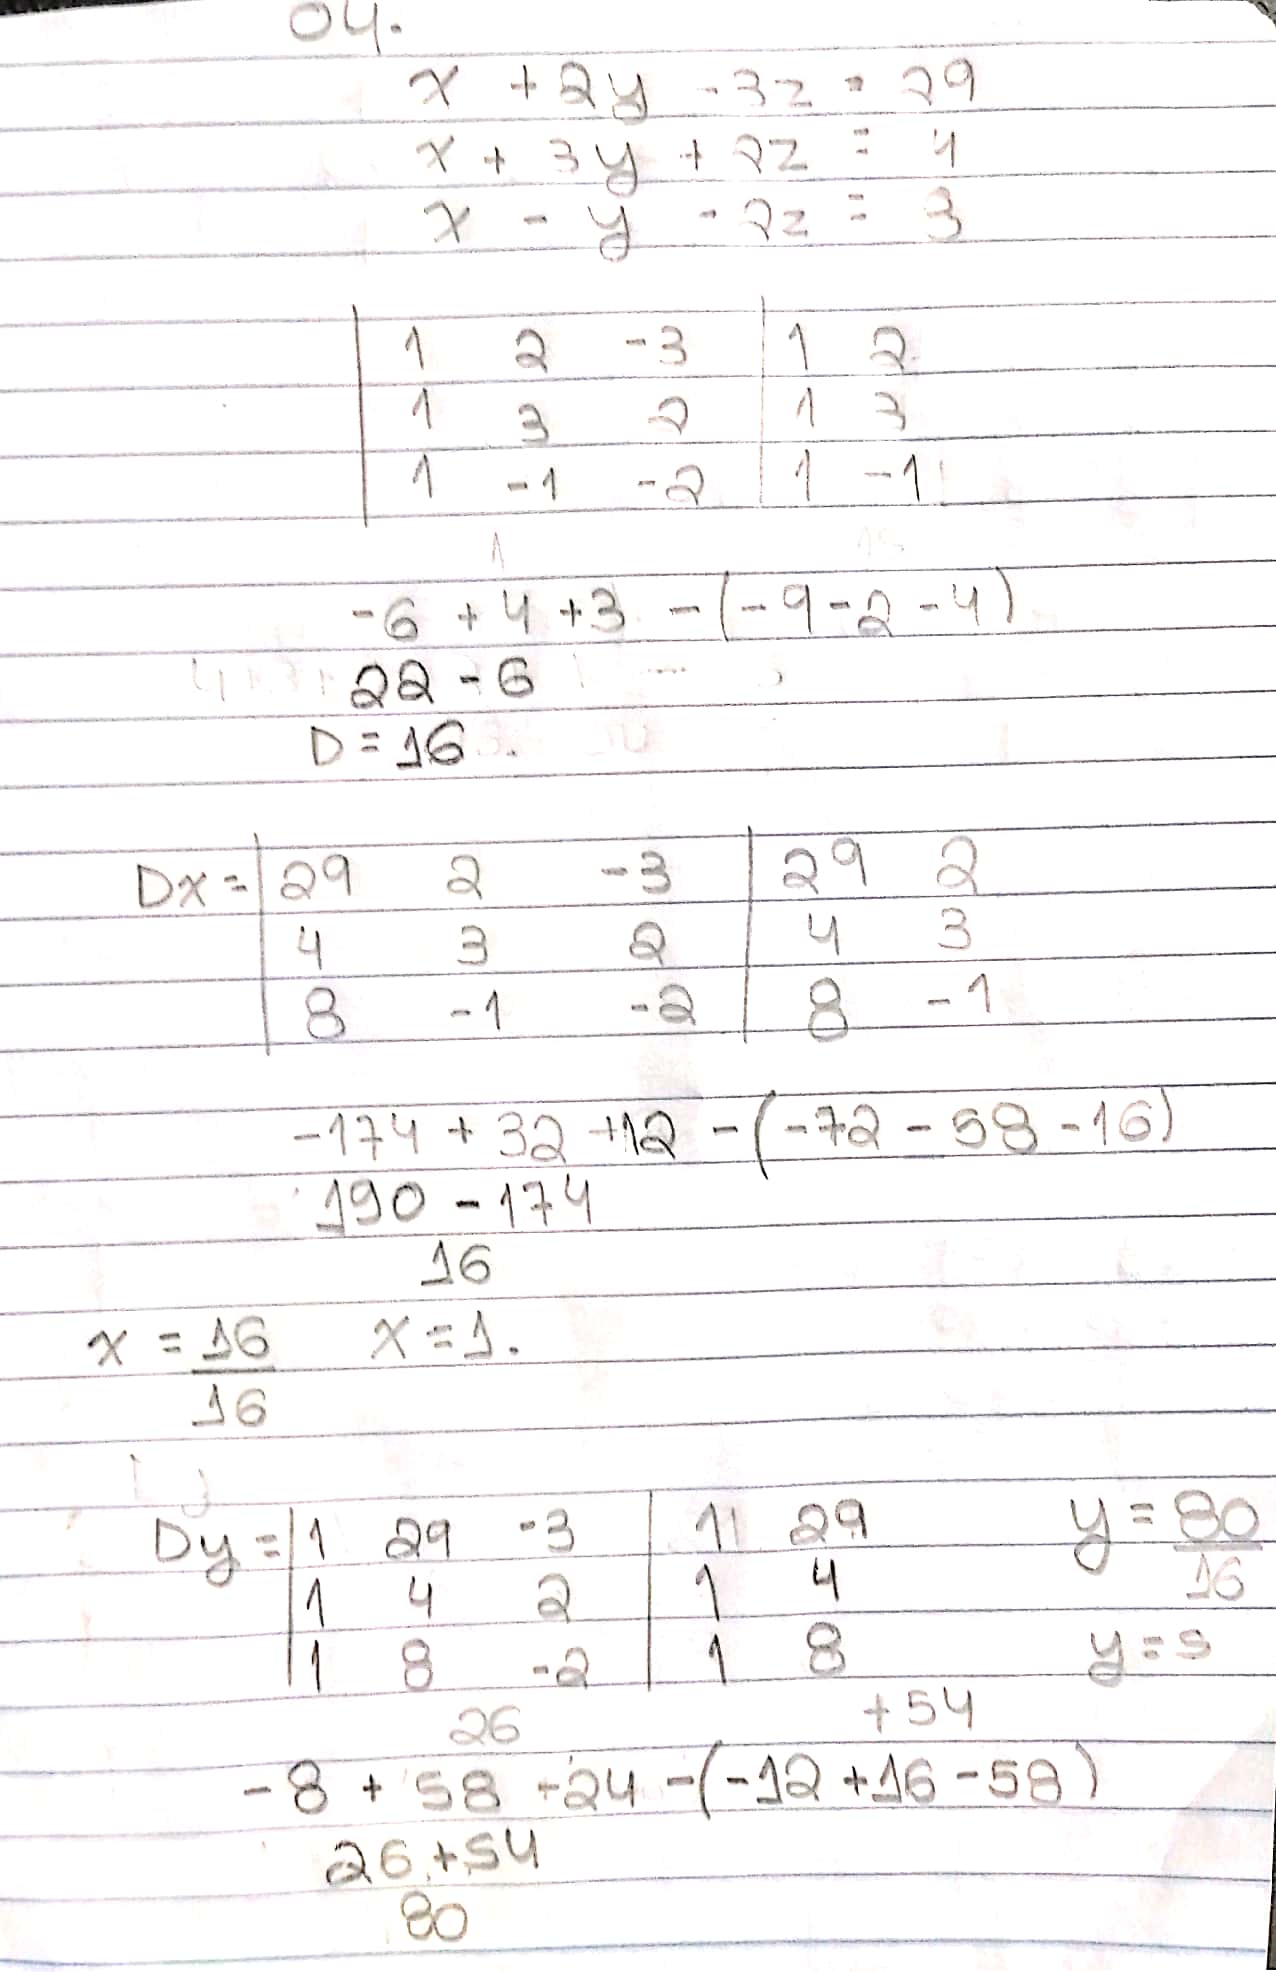 04.
x + 2y - 3z = 29
x + 3y + 2z = 4
x - y - 2z = 3
1 2 -3 | 1 2
1 3 2 | 1 3
1 -1 -2 | 1 -1
-6 + 4 + 3 - (-9 - 2 - 4)
22 - 6
D = 16.
Dx = | 29 2 -3 | 29 2
4 3 2 | 4 3
8 -1 -2 | 8 -1
-174 + 32 + 12 - (-72 - 58 - 16)
190 - 174
16
x = 16/16 x = 1.
Dy = | 1 29 -3 | 1 29 y = 80/16
1 4 2 | 1 4
1 8 -2 | 1 8 y = 5
26 + 54
-8 + 58 - 24 - (-12 + 16 - 58)
26 + 54
80